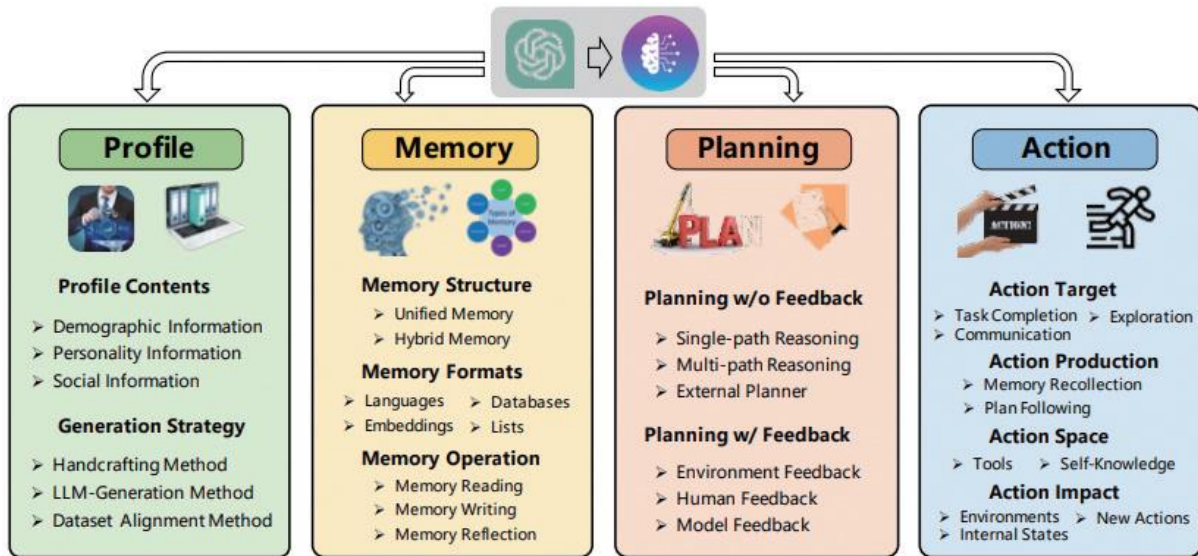 Profile
Profile Contents
Demographic Information
Personality Information
Social Information
Generation Strategy
Handcrafting Method
LLM-Generation Method
Dataset Alignment Method
Memory
Types of
Memory
Memory Structure
Unified Memory
Hybrid Memory
Memory Formats
Languages Databases
Embeddings Lists
Memory Operation
Memory Reading
Memory Writing
Memory Reflection
Planning
PLAN
Planning w/o Feedback
Single-path Reasoning
Multi-path Reasoning
External Planner
Planning w/ Feedback
Environment Feedback
Human Feedback
Model Feedback
Action
ACTION!
Action Target
Task Completion Exploration
Communication
Action Production
Memory Recollection
Plan Following
Action Space
Tools Self-Knowledge
Action Impact
Environments New Actions
Internal States